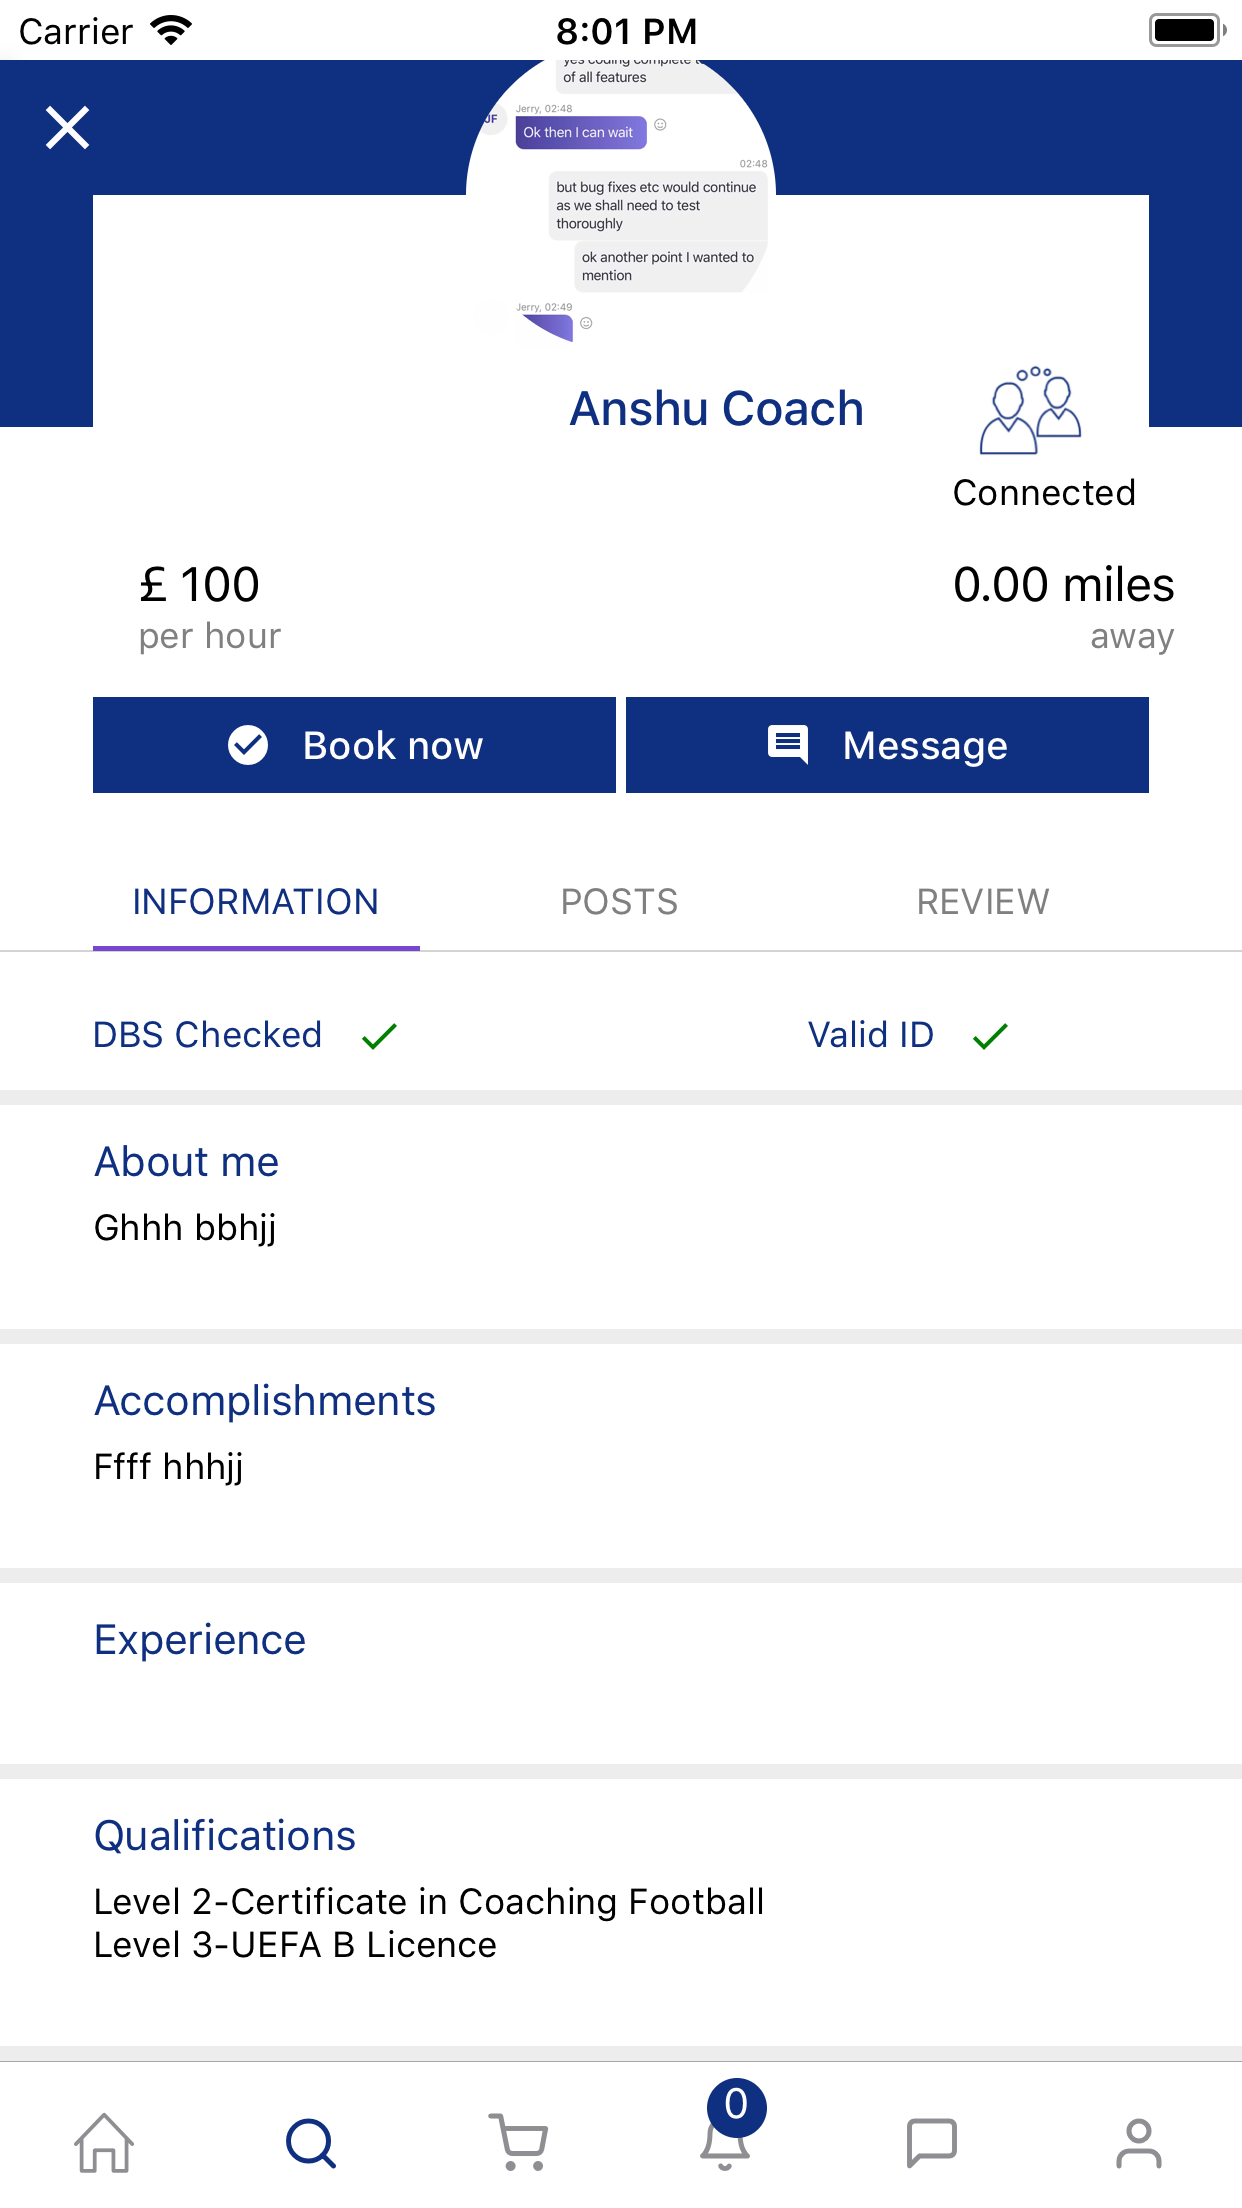 Carrier 8:01 PM
yes coding complete
of all features
Jerry, 02:48
JF
Ok then I can wait
02:48
but bug fixes etc would continue
as we shall need to test
thoroughly
ok another point I wanted to
mention
Jerry, 02:49
Anshu Coach
Connected
£ 100
0.00 miles
per hour
away
Book now
Message
INFORMATION
POSTS
REVIEW
DBS Checked
Valid ID
About me
Ghhh bbhjj
Accomplishments
Ffff hhhjj
Experience
Qualifications
Level 2-Certificate in Coaching Football
Level 3-UEFA B Licence
0